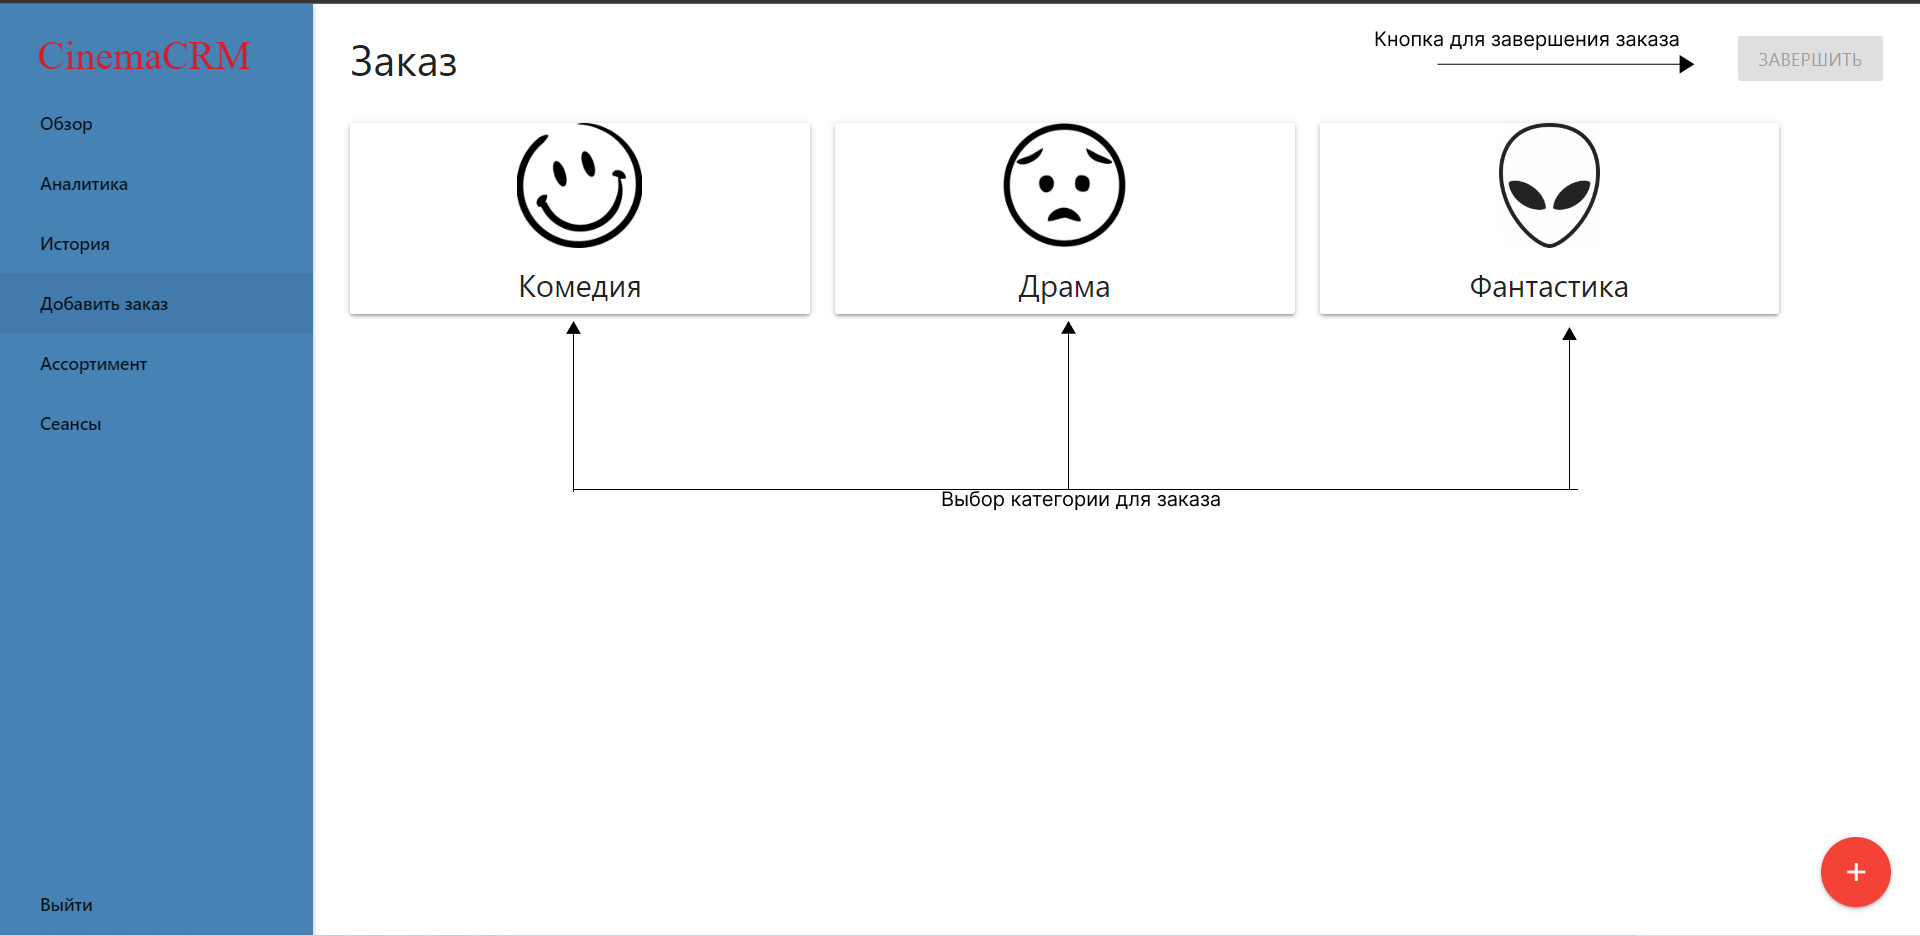 CinemaCRM
Обзор
Аналитика
История
Добавить заказ
Ассортимент
Сеансы
Выйти
Заказ
Кнопка для завершения заказа
ЗАВЕРШИТЬ
Комедия
Драма
Фантастика
Выбор категории для заказа
+